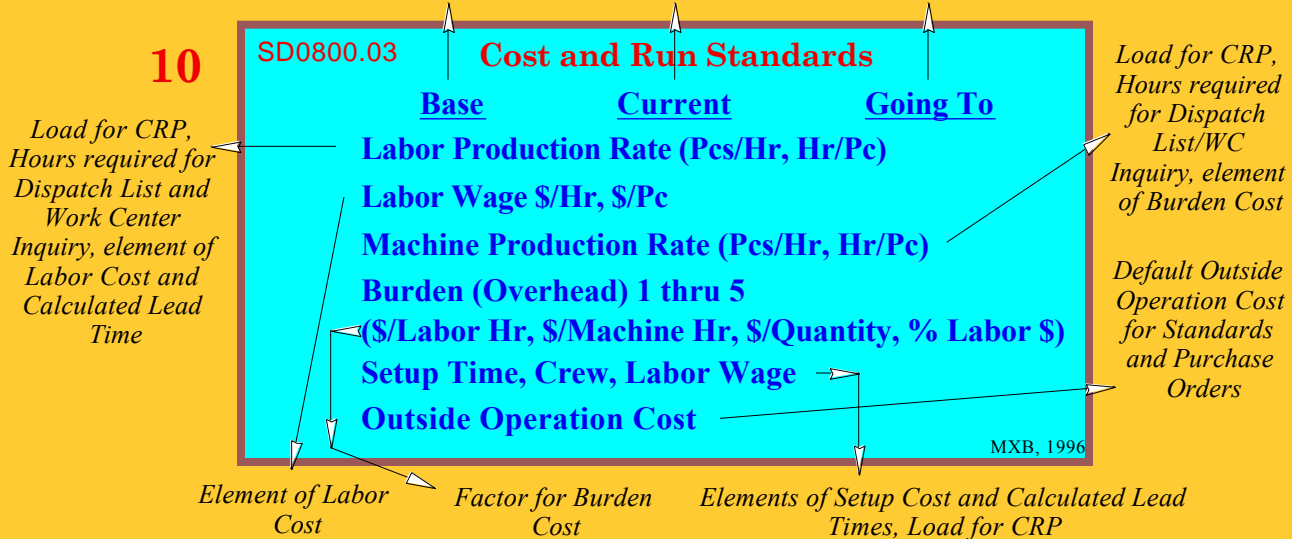 10
SD0800.03
Cost and Run Standards
Base Current Going To
Labor Production Rate (Pcs/Hr, Hr/Pc)
Labor Wage $/Hr, $/Pc
Machine Production Rate (Pcs/Hr, Hr/Pc)
Burden (Overhead) 1 thru 5
($/Labor Hr, $/Machine Hr, $/Quantity, % Labor $)
Setup Time, Crew, Labor Wage
Outside Operation Cost
MXB, 1996
Load for CRP,
Hours required for
Dispatch List and
Work Center
Inquiry, element of
Labor Cost and
Calculated Lead
Time
Load for CRP,
Hours required
for Dispatch
List/WC
Inquiry, element
of Burden Cost
Default Outside
Operation Cost
for Standards
and Purchase
Orders
Element of Labor
Cost
Factor for Burden
Cost
Elements of Setup Cost and Calculated Lead
Times, Load for CRP